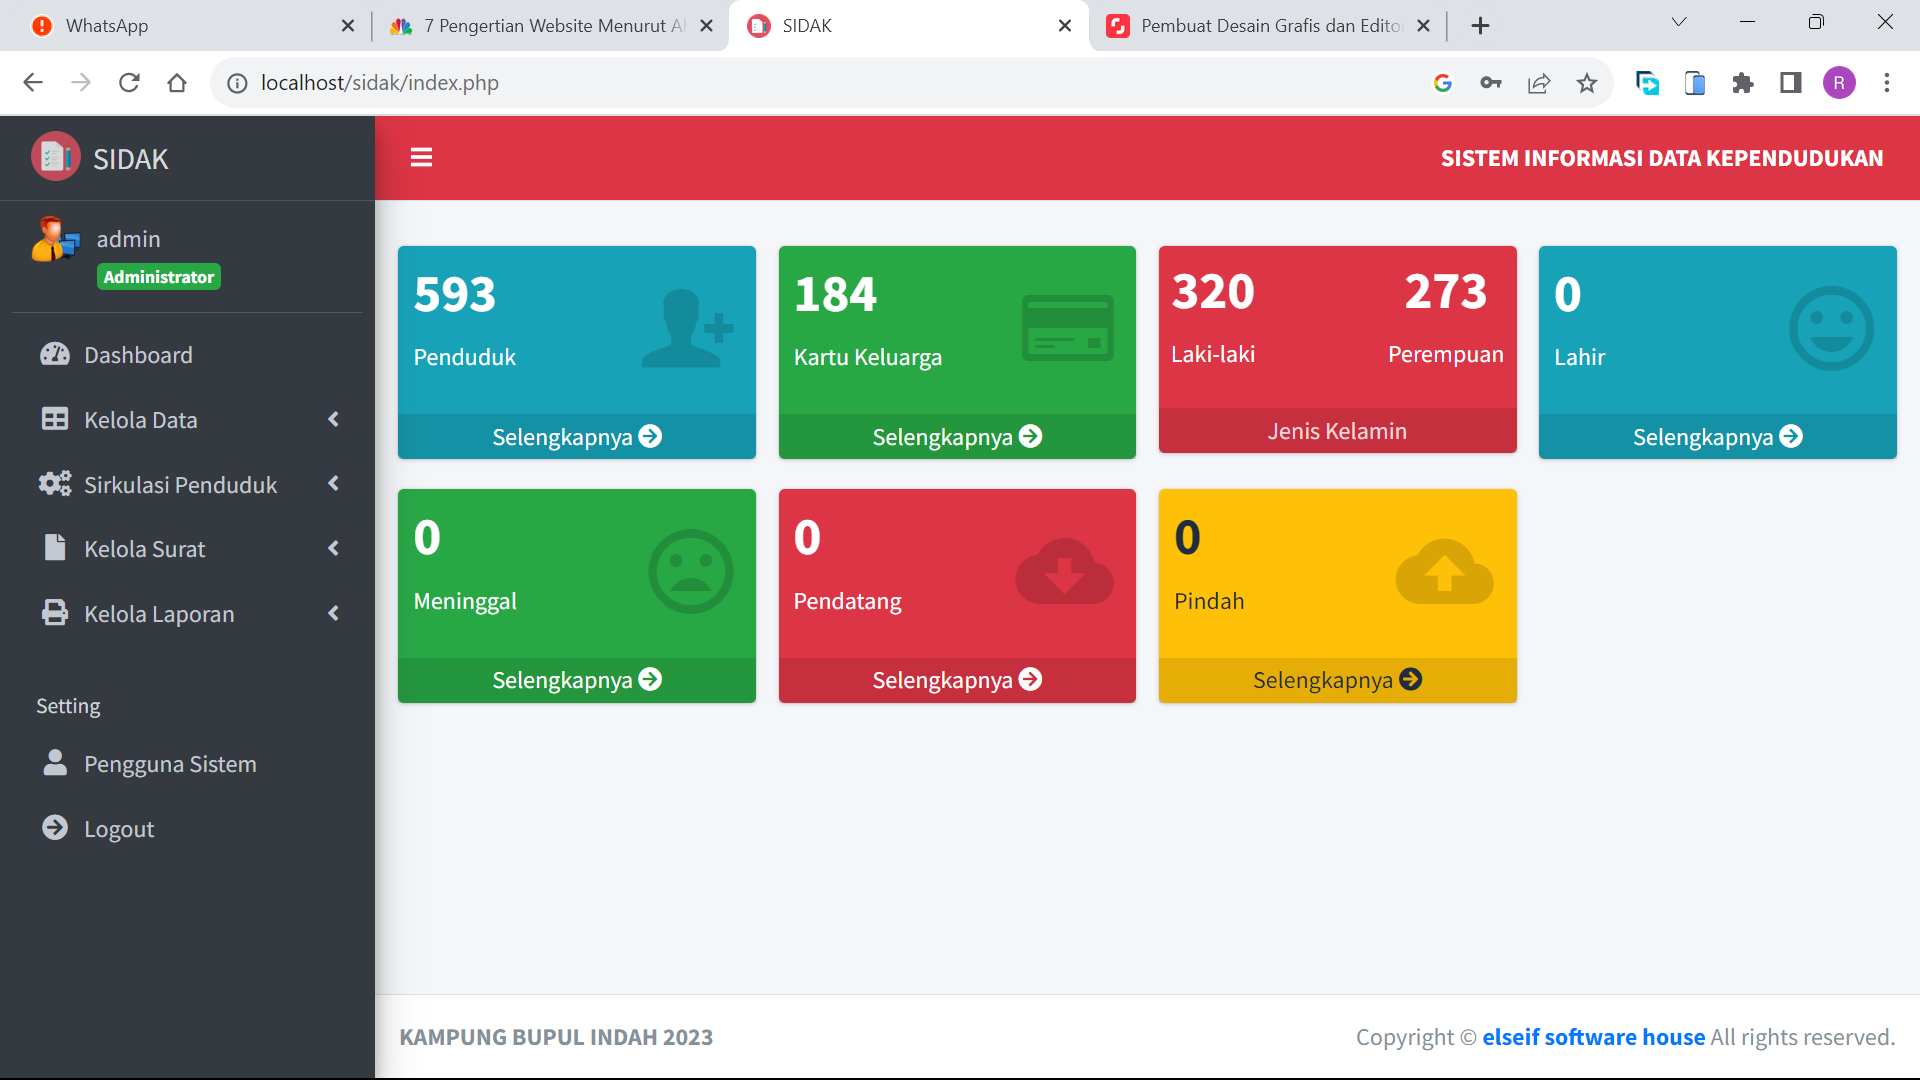 WhatsApp
7 Pengertian Website Menurut A
SIDAK
Pembuat Desain Grafis dan Edito
localhost/sidak/index.php
R
SIDAK
SISTEM INFORMASI DATA KEPENDUDUKAN
admin
Administrator
Dashboard
Kelola Data
Sirkulasi Penduduk
Kelola Surat
Kelola Laporan
Setting
Pengguna Sistem
Logout
593
Penduduk
Selengkapnya
184
Kartu Keluarga
Selengkapnya
320 273
Laki-laki Perempuan
Jenis Kelamin
0
Lahir
Selengkapnya
0
Meninggal
Selengkapnya
0
Pendatang
Selengkapnya
0
Pindah
Selengkapnya
KAMPUNG BUPUL INDAH 2023
Copyright © elseif software house All rights reserved.